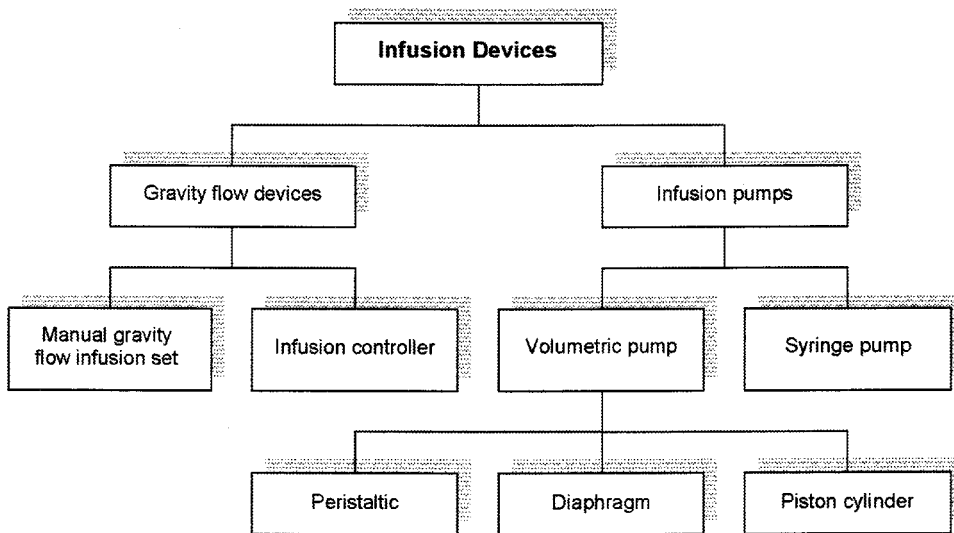 Infusion Devices
Gravity flow devices
Infusion pumps
Manual gravity
flow infusion set
Infusion controller
Volumetric pump
Syringe pump
Peristaltic
Diaphragm
Piston cylinder